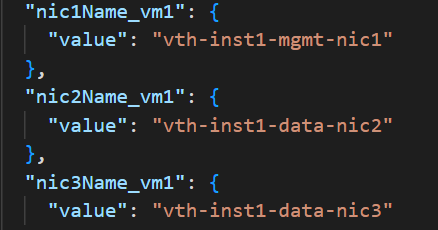 "nic1Name_vm1": {
"value": "vth-inst1-mgmt-nic1"
},
"nic2Name_vm1": {
"value": "vth-inst1-data-nic2"
},
"nic3Name_vm1": {
"value": "vth-inst1-data-nic3"